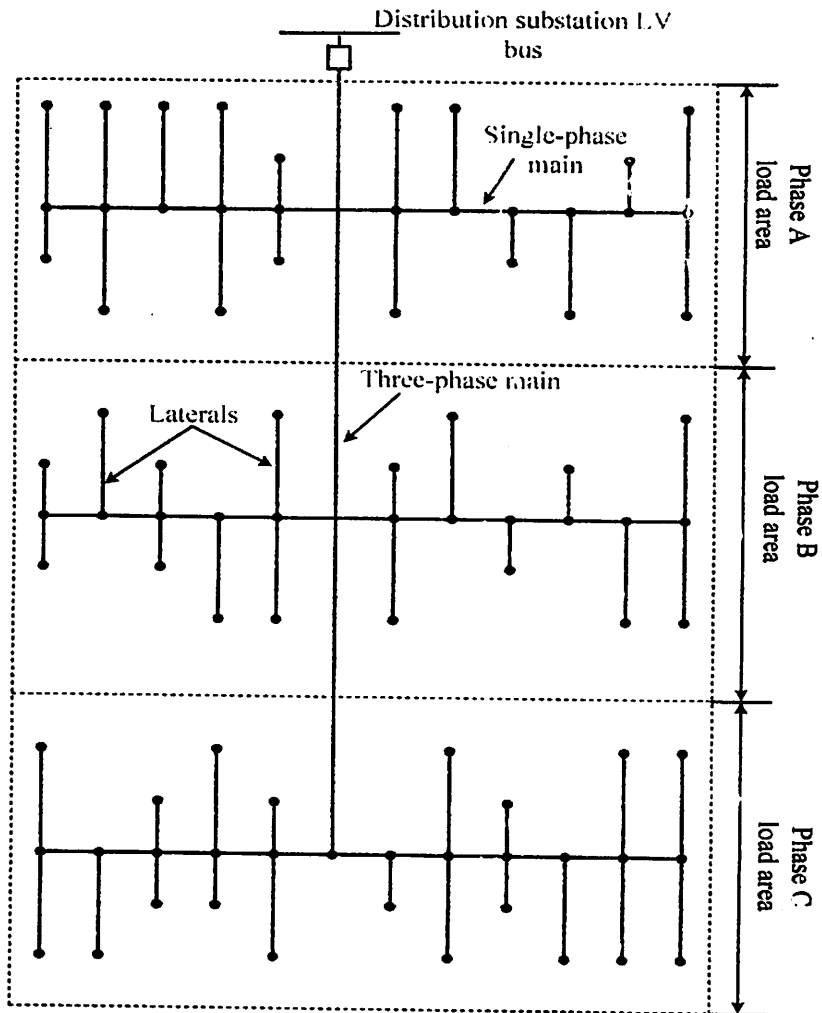 Distribution substation LV
bus
Single-phase
main
Phase A
load area
Three-phase main
Laterals
Phase B
load area
Phase C
load area